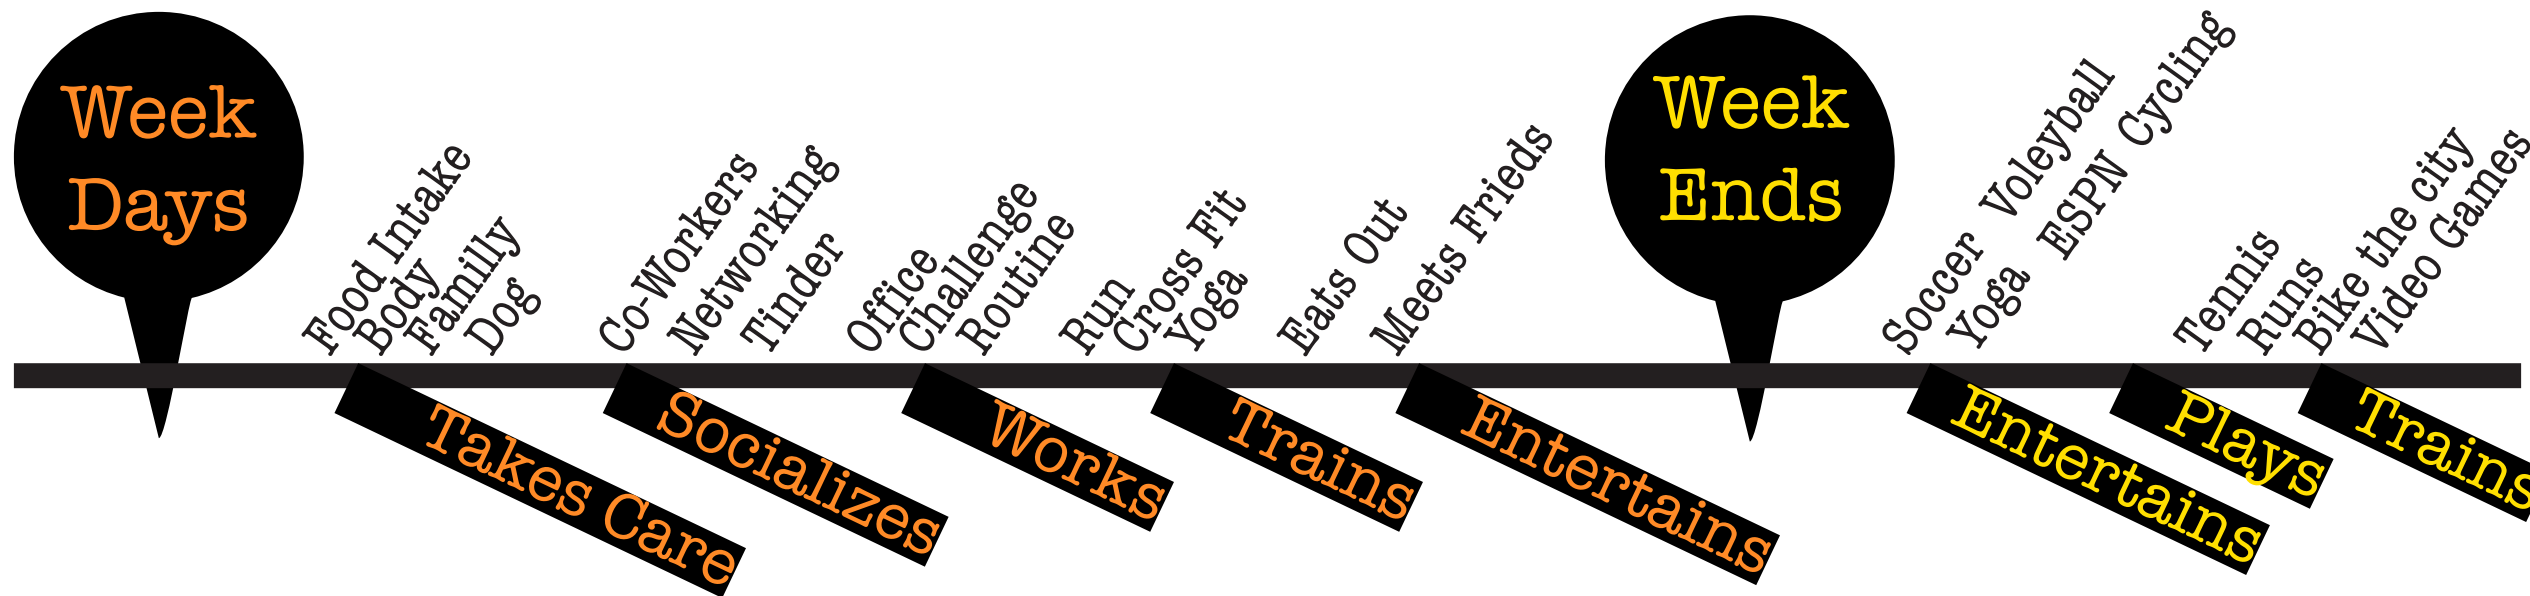 Week
Days
Food Intake
Body
Familly
Dog
Takes Care
Co-Workers
Networking
Tinder
Socializes
Office
Challenge
Routine
Works
Run
Cross Fit
Yoga
Trains
Eats Out
Meets Frieds
Entertains
Week
Ends
Soccer Voleyball
Yoga ESPN Cycling
Entertains
Plays
Tennis
Runs
Bike the city
Video Games
Trains